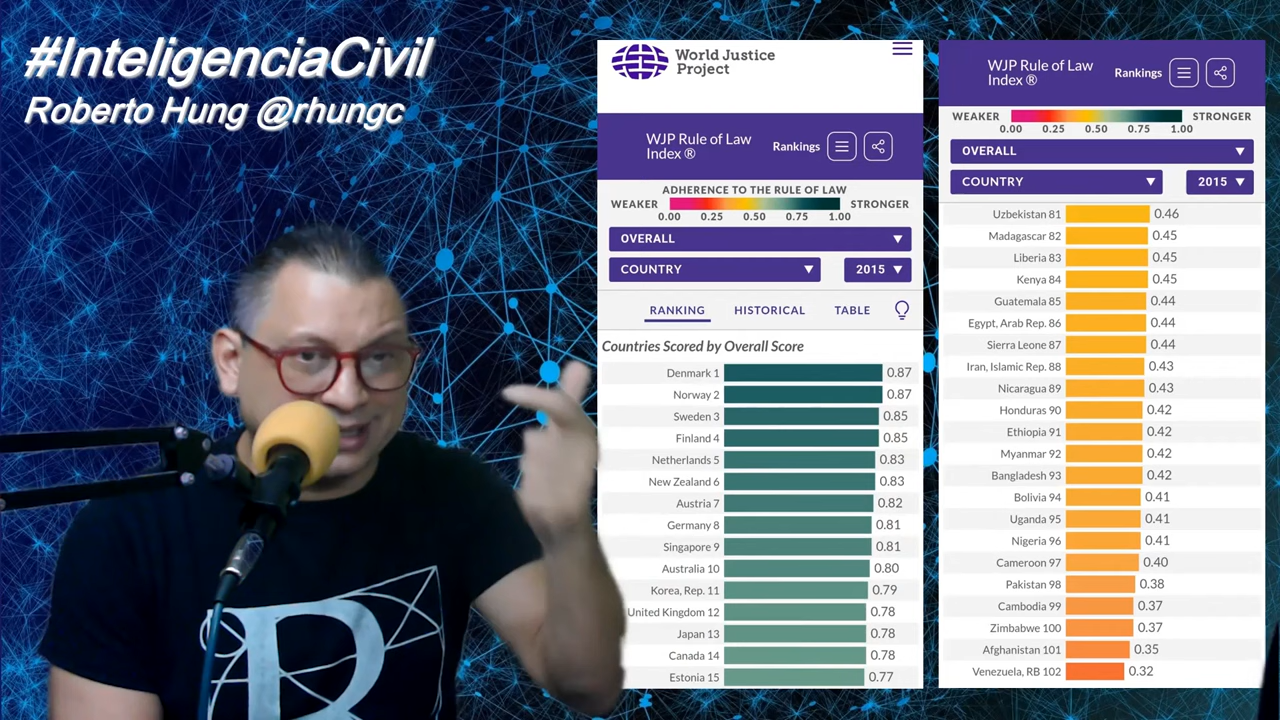 #InteligenciaCivil
Roberto Hung @rhungc
R
World Justice
Project
WJP Rule of Law
Index ®
Rankings
ADHERENCE TO THE RULE OF LAW
WEAKER
STRONGER
0.00 0.25 0.50 0.75 1.00
OVERALL
COUNTRY
2015
RANKING HISTORICAL TABLE
Countries Scored by Overall Score
Denmark 1 0.87
Norway 2 0.87
Sweden 3 0.85
Finland 4 0.85
Netherlands 5 0.83
New Zealand 6 0.83
Austria 7 0.82
Germany 8 0.81
Singapore 9 0.81
Australia 10 0.80
Korea, Rep. 11 0.79
United Kingdom 12 0.78
Japan 13 0.78
Canada 14 0.78
Estonia 15 0.77
WJP Rule of Law
Index ®
Rankings
WEAKER
STRONGER
0.00 0.25 0.50 0.75 1.00
OVERALL
COUNTRY
2015
Uzbekistan 81 0.46
Madagascar 82 0.45
Liberia 83 0.45
Kenya 84 0.45
Guatemala 85 0.44
Egypt, Arab Rep. 86 0.44
Sierra Leone 87 0.44
Iran, Islamic Rep. 88 0.43
Nicaragua 89 0.43
Honduras 90 0.42
Ethiopia 91 0.42
Myanmar 92 0.42
Bangladesh 93 0.42
Bolivia 94 0.41
Uganda 95 0.41
Nigeria 96 0.41
Cameroon 97 0.40
Pakistan 98 0.38
Cambodia 99 0.37
Zimbabwe 100 0.37
Afghanistan 101 0.35
Venezuela, RB 102 0.32